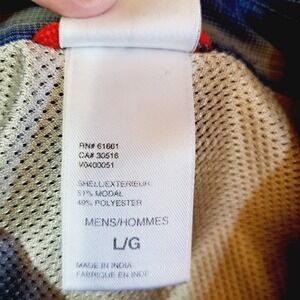 RN# 61661
CA# 30516
V0400051
SHELL/EXTERIEUR:
51% MODAL
49% POLYESTER
MENS/HOMMES
L/G
MADE IN INDIA
FABRIQUE EN INDE